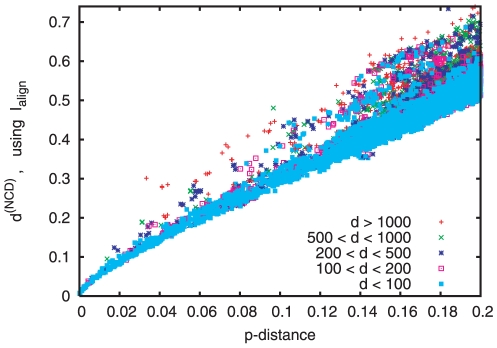 0.7
0.6
0.5
0.4
0.3
0.2
0.1
0
d(NCD) , using Ialign
d > 1000
500 < d < 1000
200 < d < 500
100 < d < 200
d < 100
0 0.02 0.04 0.06 0.08 0.1 0.12 0.14 0.16 0.18 0.2
p-distance